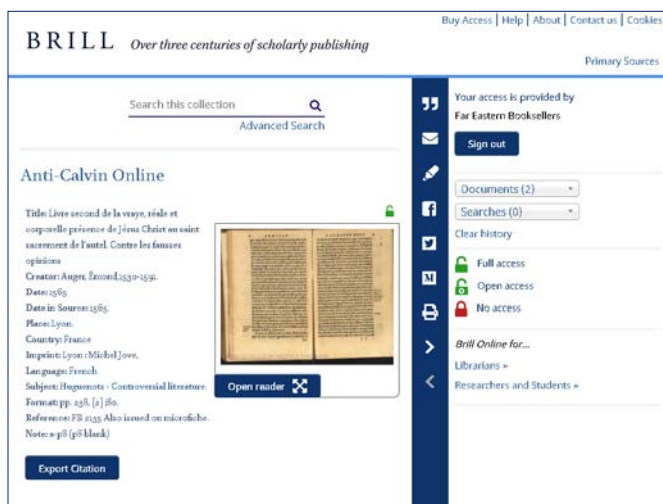 Buy Access | Help | About | Contact us | Cookies
BRILL Over three centuries of scholarly publishing
Primary Sources
Search this collection
Advanced Search
Anti-Calvin Online
Title: Livre second de la vraye, réale et
corporelle présence de Jésus Christ au saint
sacrement de l'autel. Contre les fausses
opinions
Creator: Auger, Émond, 1530-1591.
Date: 1565
Date in Source: 1565.
Place: Lyon.
Country: France
Imprint: Lyon : Michel Jove,
Language: French
Subject: Huguenots - Controversial literature.
Format: pp. 238, [2] 180.
Reference: FB 2155 Also issued on microfiche.
Note: a-p8 (p8 blank)
Open reader
Export Citation
Your access is provided by
Far Eastern Booksellers
Sign out
Documents (2)
Searches (0)
Clear history
Full access
Open access
No access
Brill Online for...
Librarians »
Researchers and Students »